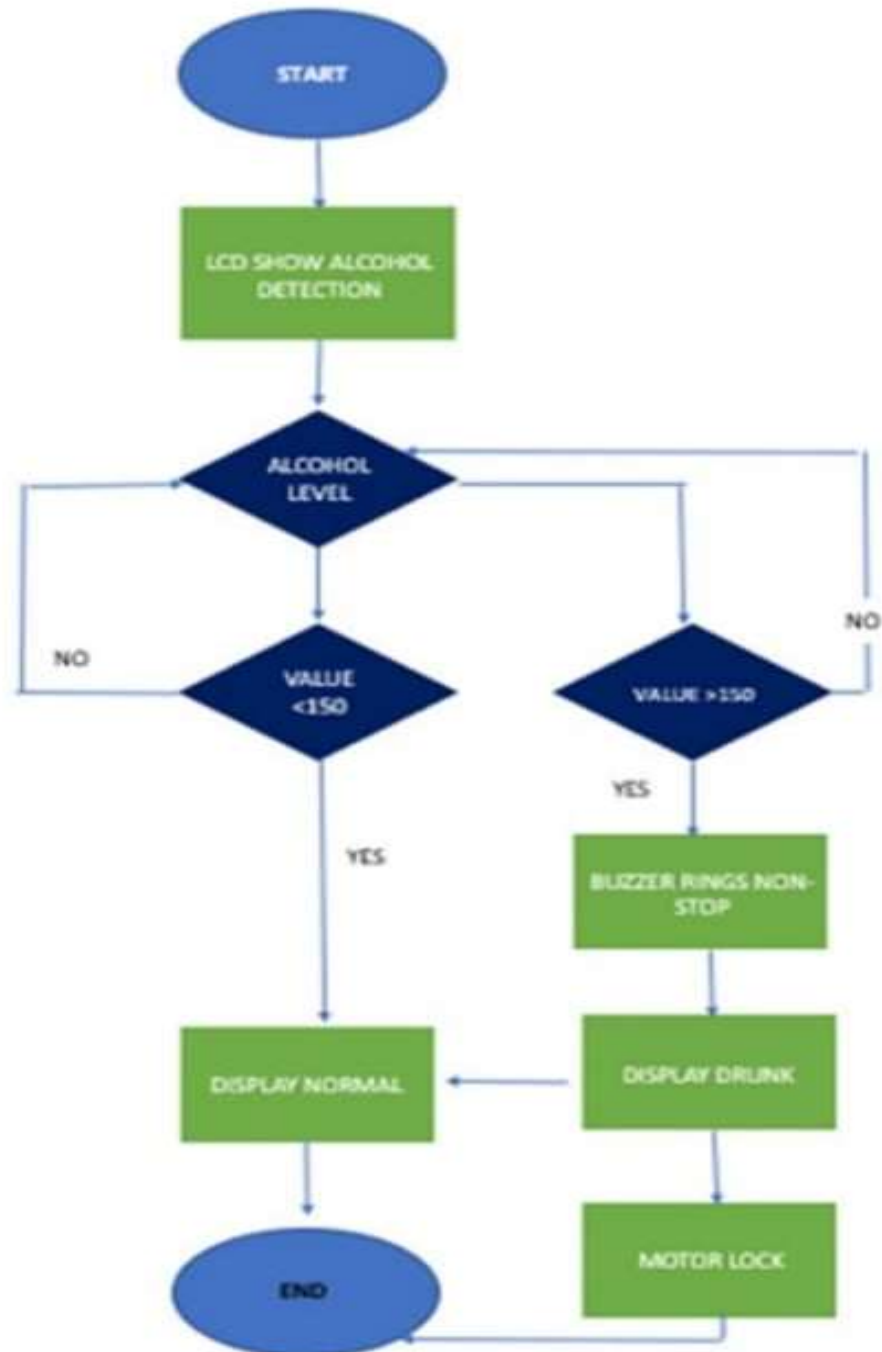 START
LCD SHOW ALCOHOL
DETECTION
ALCOHOL
LEVEL
NO
NO
VALUE
<150
VALUE >150
YES
YES
BUZZER RINGS NON-
STOP
DISPLAY NORMAL
DISPLAY DRUNK
MOTOR LOCK
END